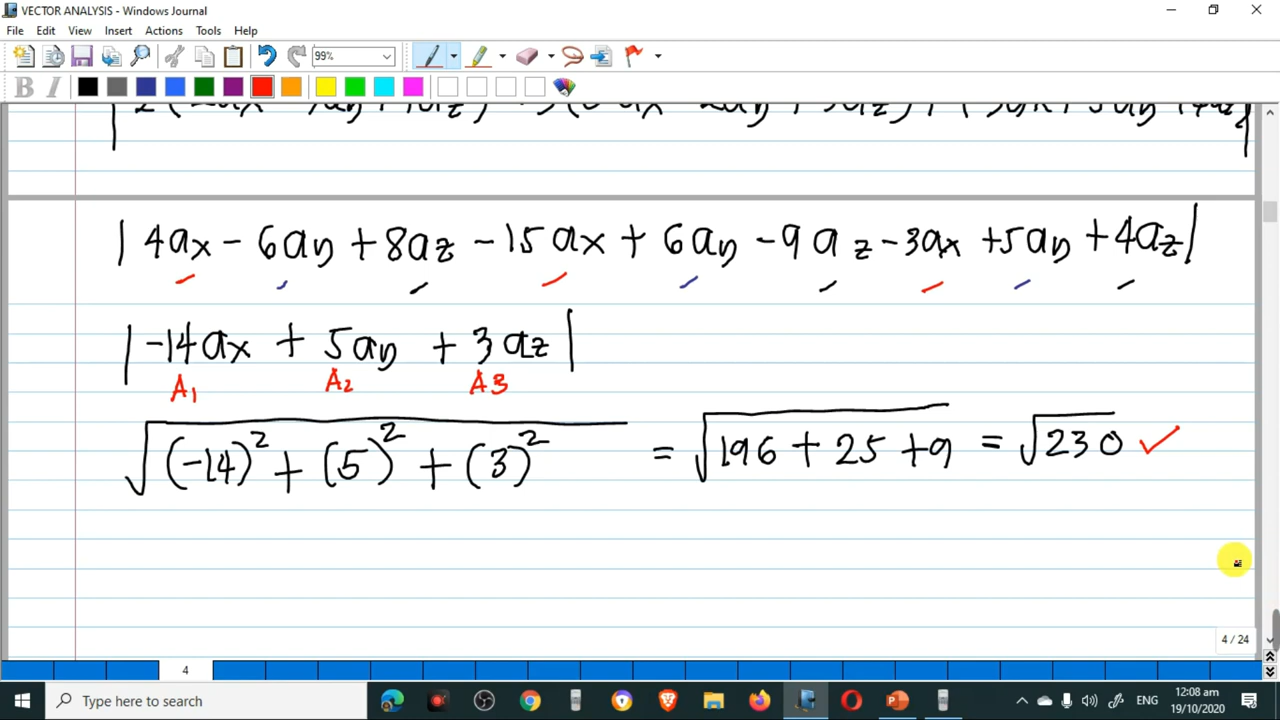 VECTOR ANALYSIS - Windows Journal
File Edit View Insert Actions Tools Help
99%
B I
|4ax - 6ay + 8az - 15ax + 6ay - 9az - 3ax + 5ay + 4az|
|-14ax + 5ay + 3az|
A1 A2 A3
√(-14)² + (5)² + (3)² = √196 + 25 + 9 = √230 ✓
4 / 24
4
Type here to search
ENG
12:08 am
19/10/2020